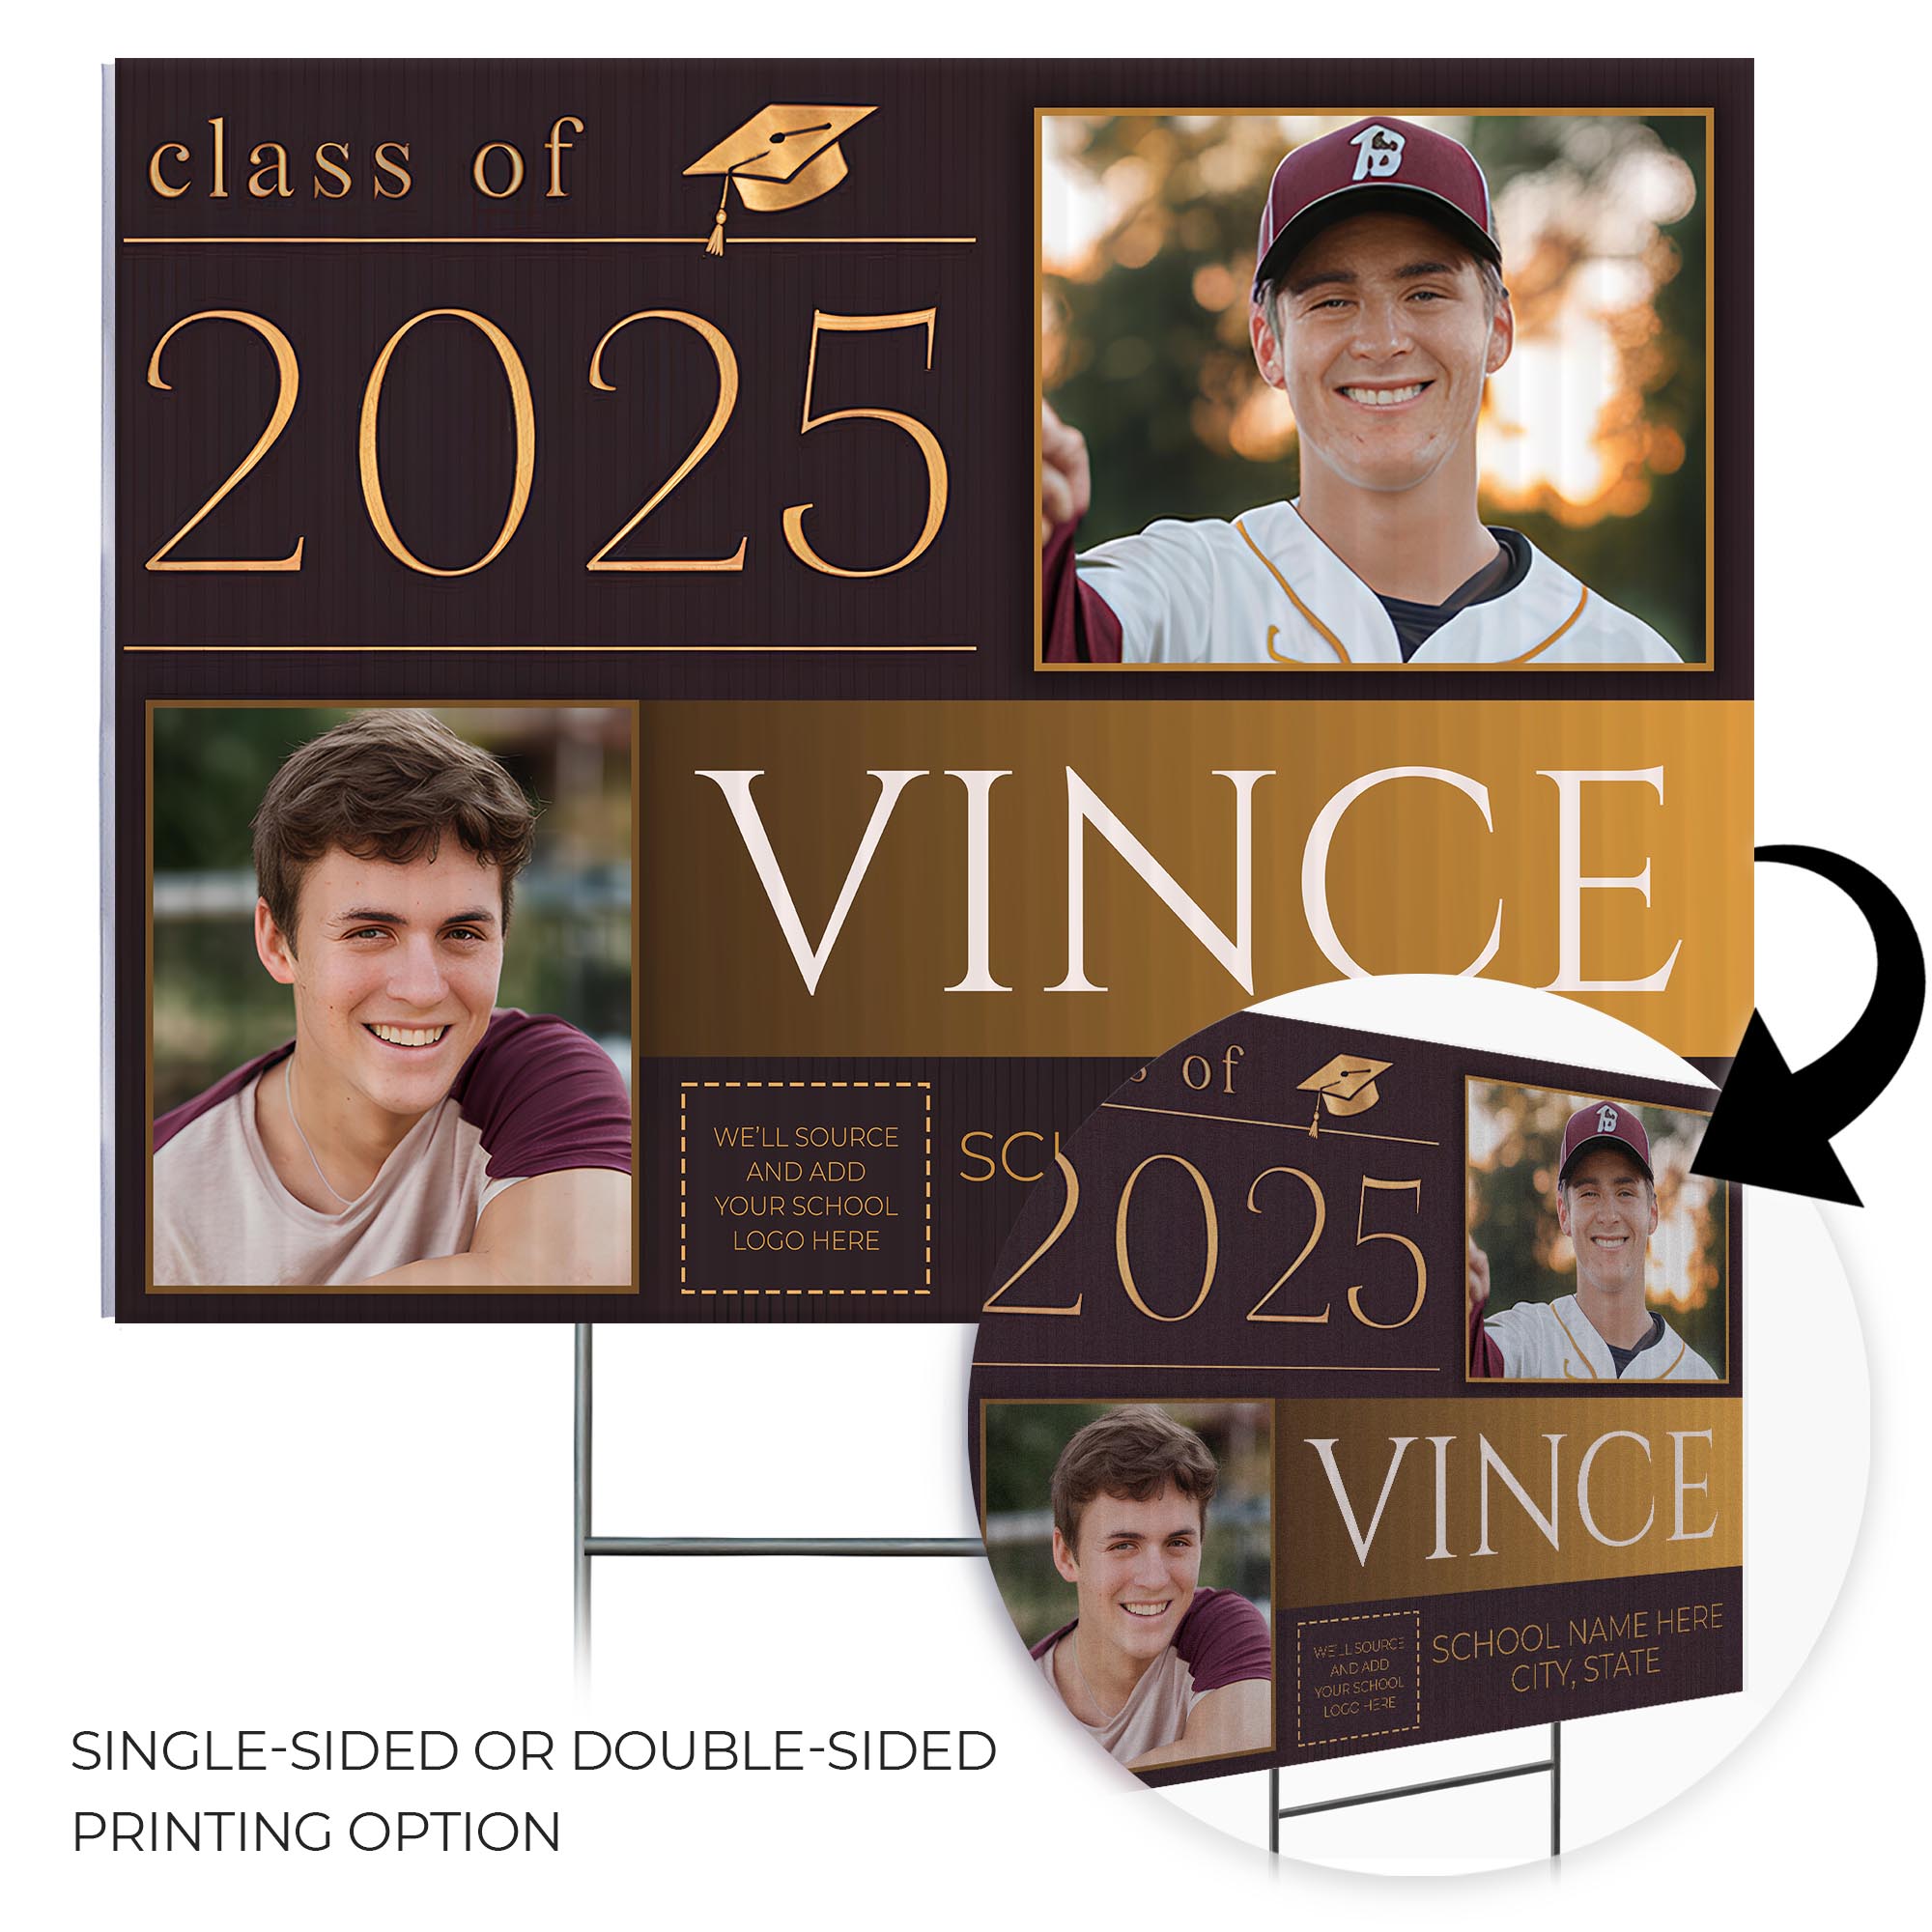 class of
2025
VINCE
WE'LL SOURCE
AND ADD
YOUR SCHOOL
LOGO HERE
of
2025
VINCE
WE'LL SOURCE
AND ADD
YOUR SCHOOL
LOGO HERE
SCHOOL NAME HERE
CITY, STATE
SINGLE-SIDED OR DOUBLE-SIDED
PRINTING OPTION
B
B